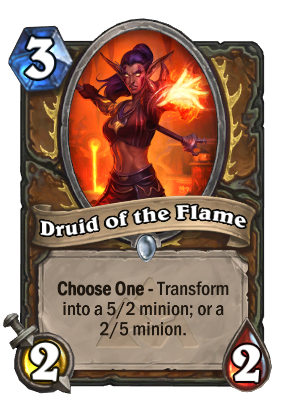 3
Druid of the Flame
Choose One - Transform
into a 5/2 minion; or a
2/5 minion.
2 2